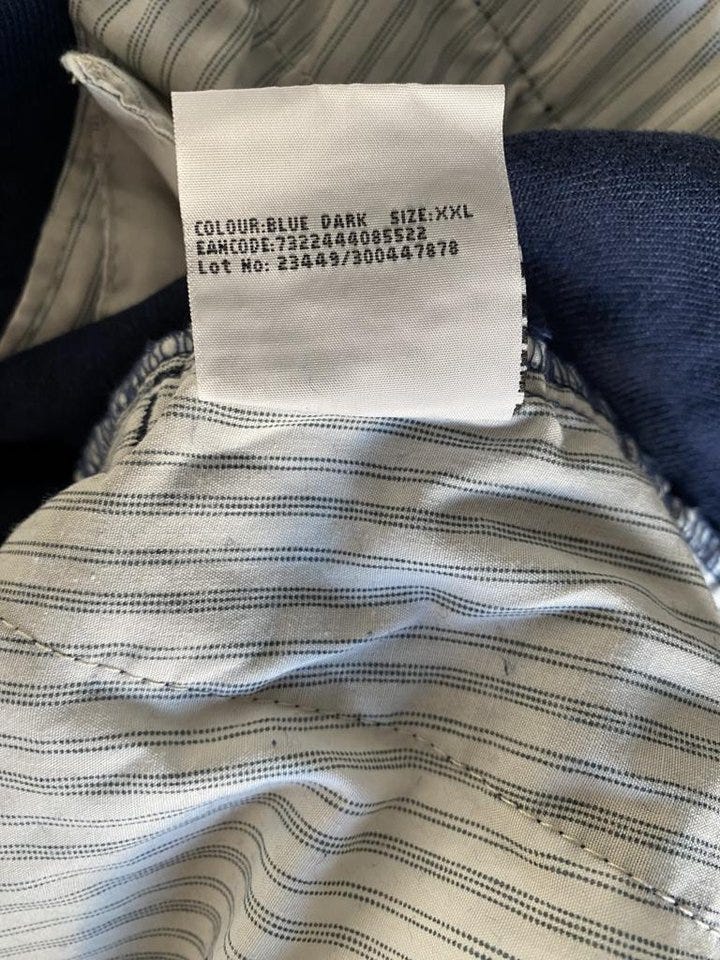 COLOUR:BLUE DARK SIZE:XXL
EANCODE:7322444085522
Lot No: 23449/300447878